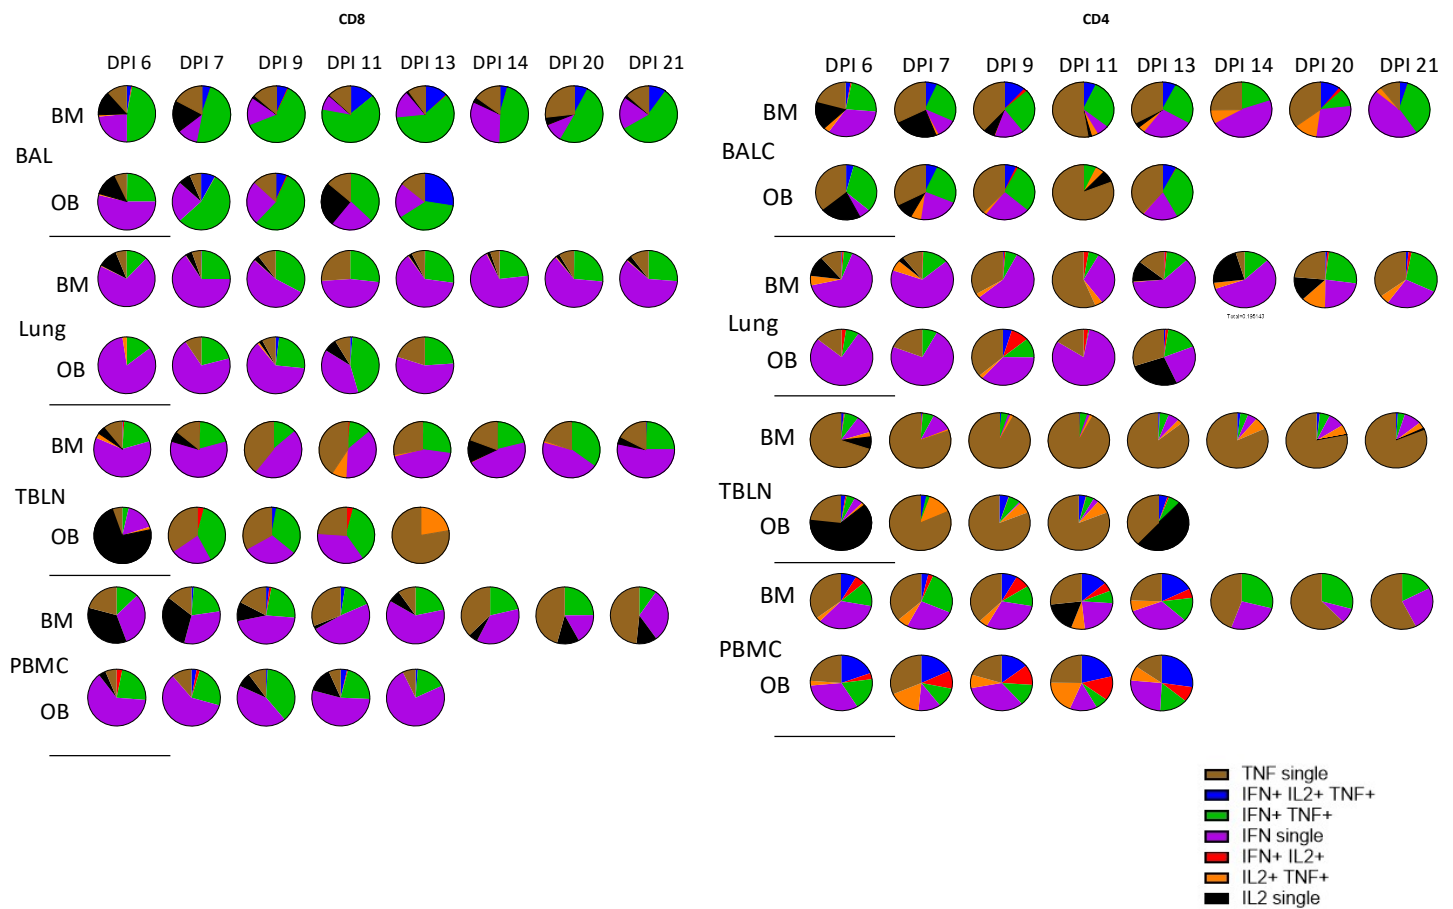 CD8
DPI 6 DPI 7 DPI 9 DPI 11 DPI 13 DPI 14 DPI 20 DPI 21
BM
BAL
OB
BM
Lung
OB
BM
TBLN
OB
BM
PBMC
OB
CD4
DPI 6 DPI 7 DPI 9 DPI 11 DPI 13 DPI 14 DPI 20 DPI 21
BM
BALC
OB
BM
Total=0.195143
Lung
OB
BM
TBLN
OB
BM
PBMC
OB
TNF single
IFN+ IL2+ TNF+
IFN+ TNF+
IFN single
IFN+ IL2+
IL2+ TNF+
IL2 single